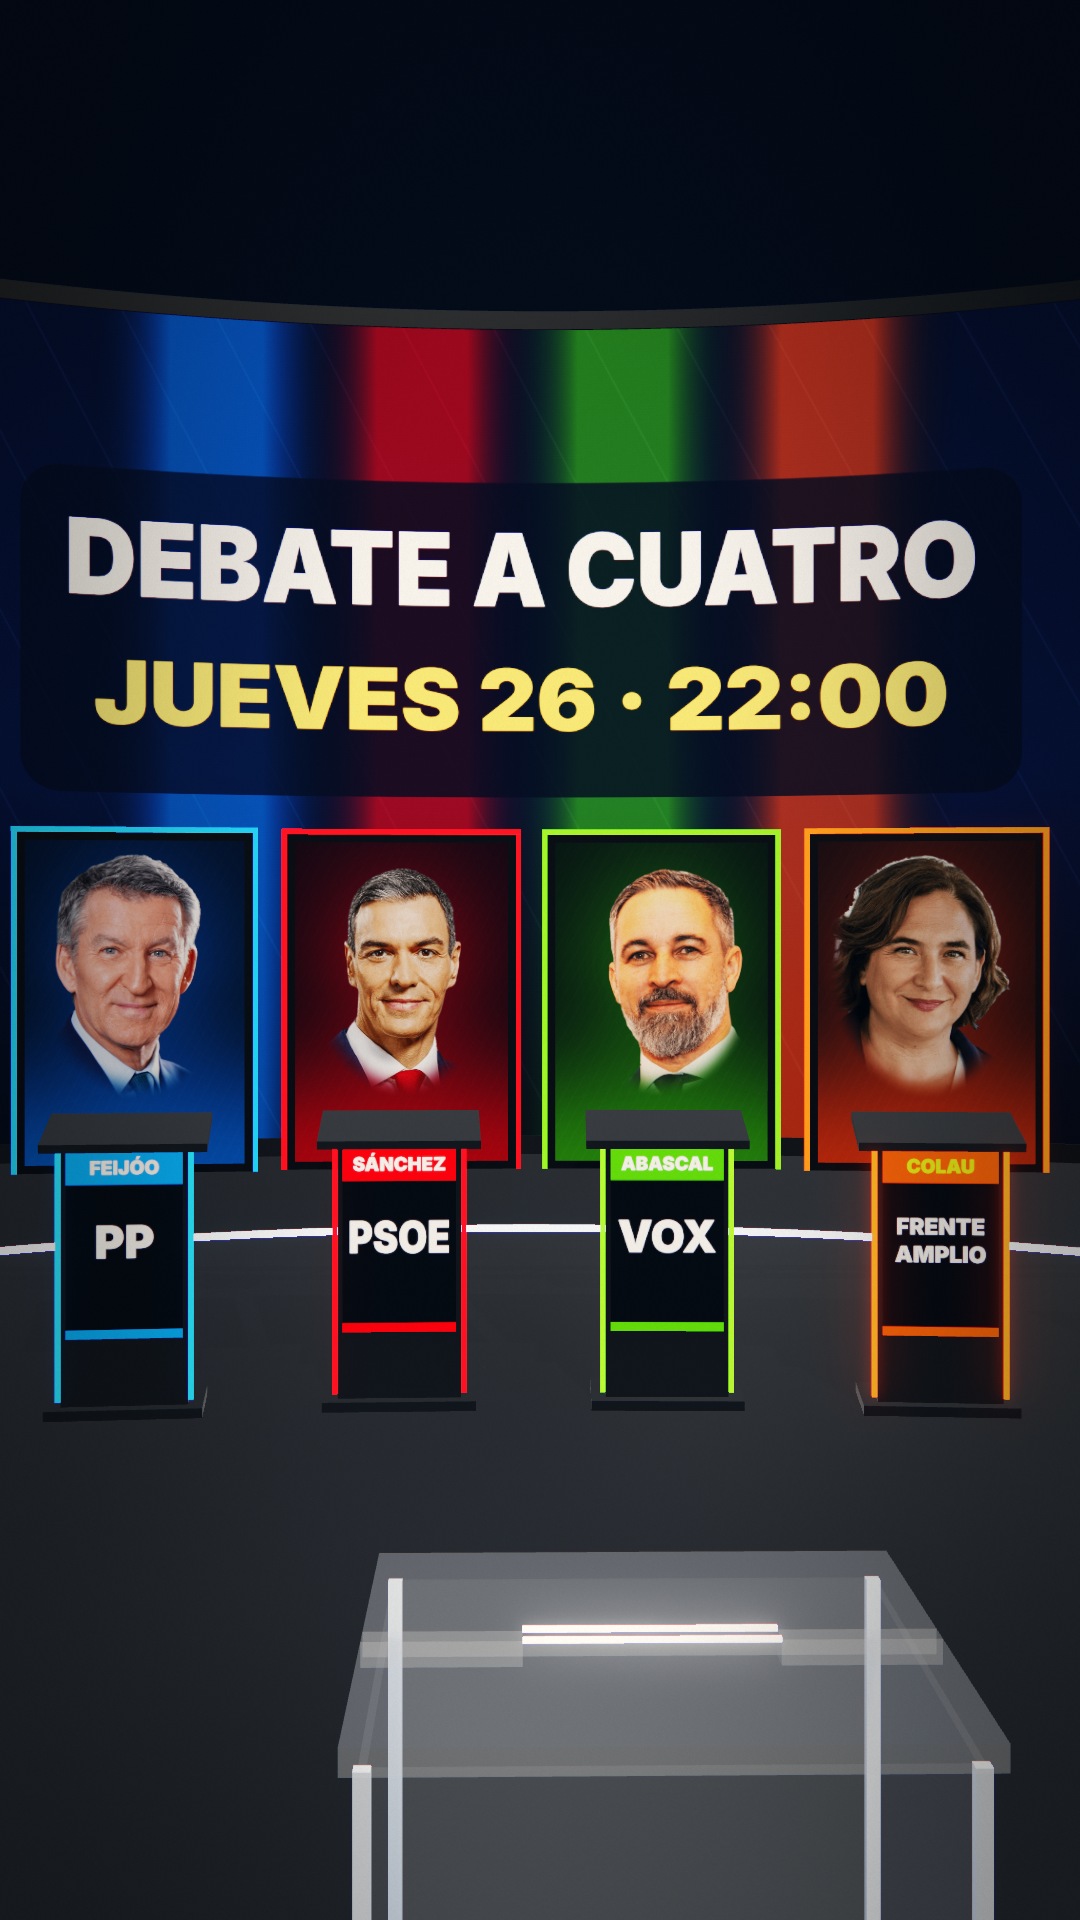 DEBATE A CUATRO
JUEVES 26 · 22:00
FEIJÓO
PP
SÁNCHEZ
PSOE
ABASCAL
VOX
COLAU
FRENTE
AMPLIO